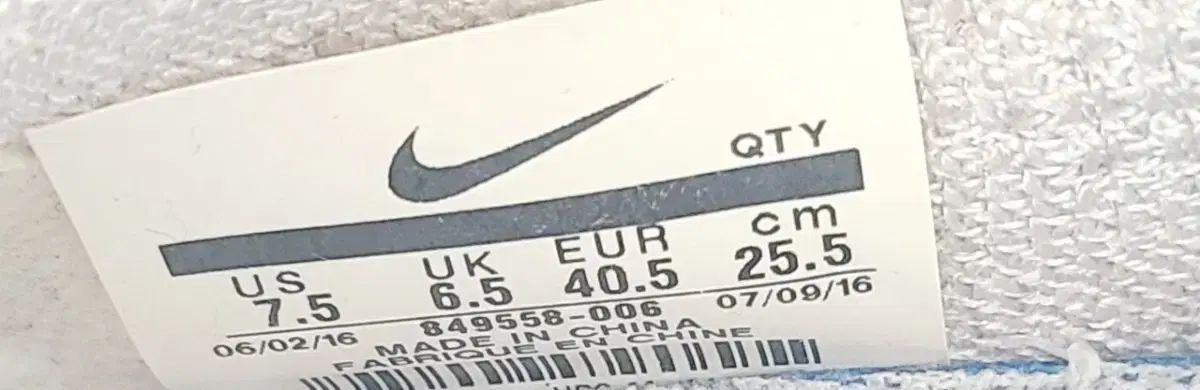 QTY
US UK EUR cm
7.5 6.5 40.5 25.5
06/02/16 849558-006 07/09/16
MADE IN CHINA
FABRIQUE EN CHINE